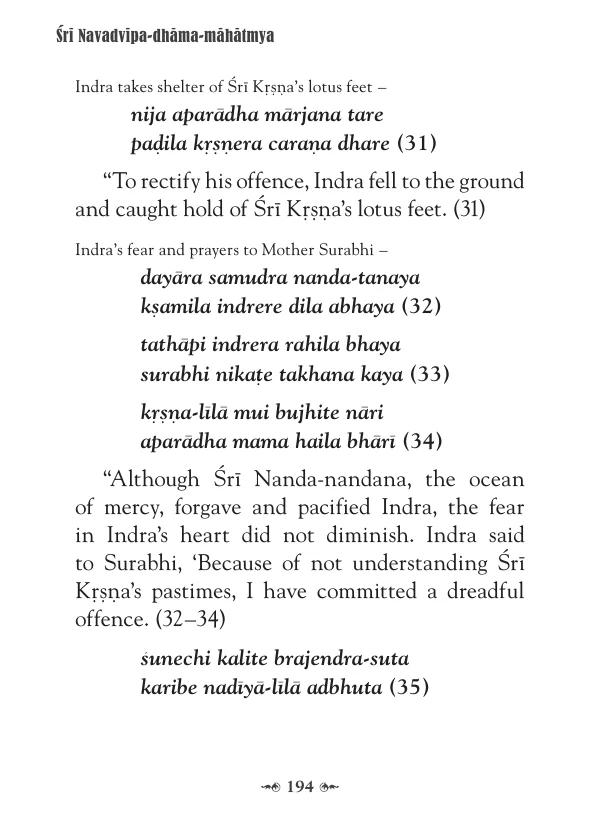 Śrī Navadvīpa-dhāma-māhātmya
Indra takes shelter of Śrī Kṛṣṇa’s lotus feet –
nija aparādha mārjana tare
paḍila kṛṣṇera caraṇa dhare (31)
“To rectify his offence, Indra fell to the ground
and caught hold of Śrī Kṛṣṇa’s lotus feet. (31)
Indra’s fear and prayers to Mother Surabhi –
dayāra samudra nanda-tanaya
kṣamila indrere dila abhaya (32)
tathāpi indrera rahila bhaya
surabhi nikaṭe takhana kaya (33)
kṛṣṇa-līlā mui bujhite nāri
aparādha mama haila bhārī (34)
“Although Śrī Nanda-nandana, the ocean
of mercy, forgave and pacified Indra, the fear
in Indra’s heart did not diminish. Indra said
to Surabhi, ‘Because of not understanding Śrī
Kṛṣṇa’s pastimes, I have committed a dreadful
offence. (32–34)
śunechi kalite brajendra-suta
karibe nadīyā-līlā adbhuta (35)
194